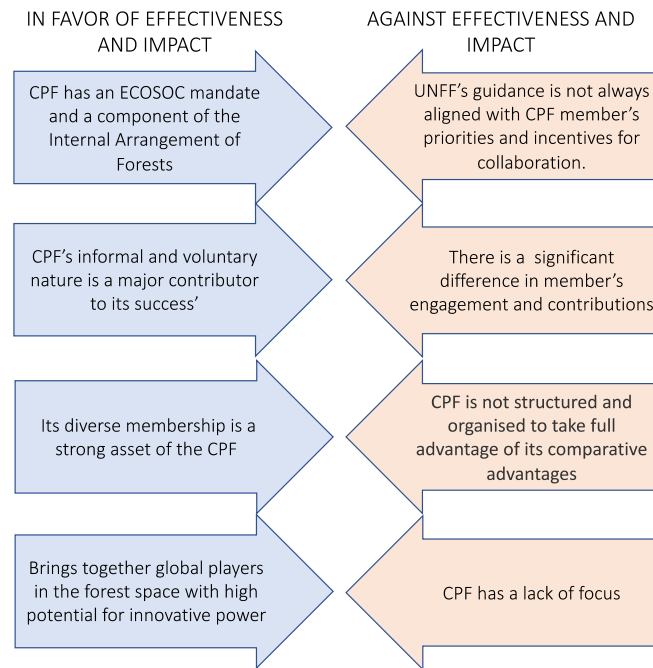 IN FAVOR OF EFFECTIVENESS
AND IMPACT
AGAINST EFFECTIVENESS AND
IMPACT
CPF has an ECOSOC mandate
and a component of the
Internal Arrangement of
Forests
UNFF's guidance is not always
aligned with CPF member's
priorities and incentives for
collaboration.
CPF's informal and voluntary
nature is a major contributor
to its success'
There is a significant
difference in member's
engagement and contributions
Its diverse membership is a
strong asset of the CPF
CPF is not structured and
organised to take full
advantage of its comparative
advantages
Brings together global players
in the forest space with high
potential for innovative power
CPF has a lack of focus